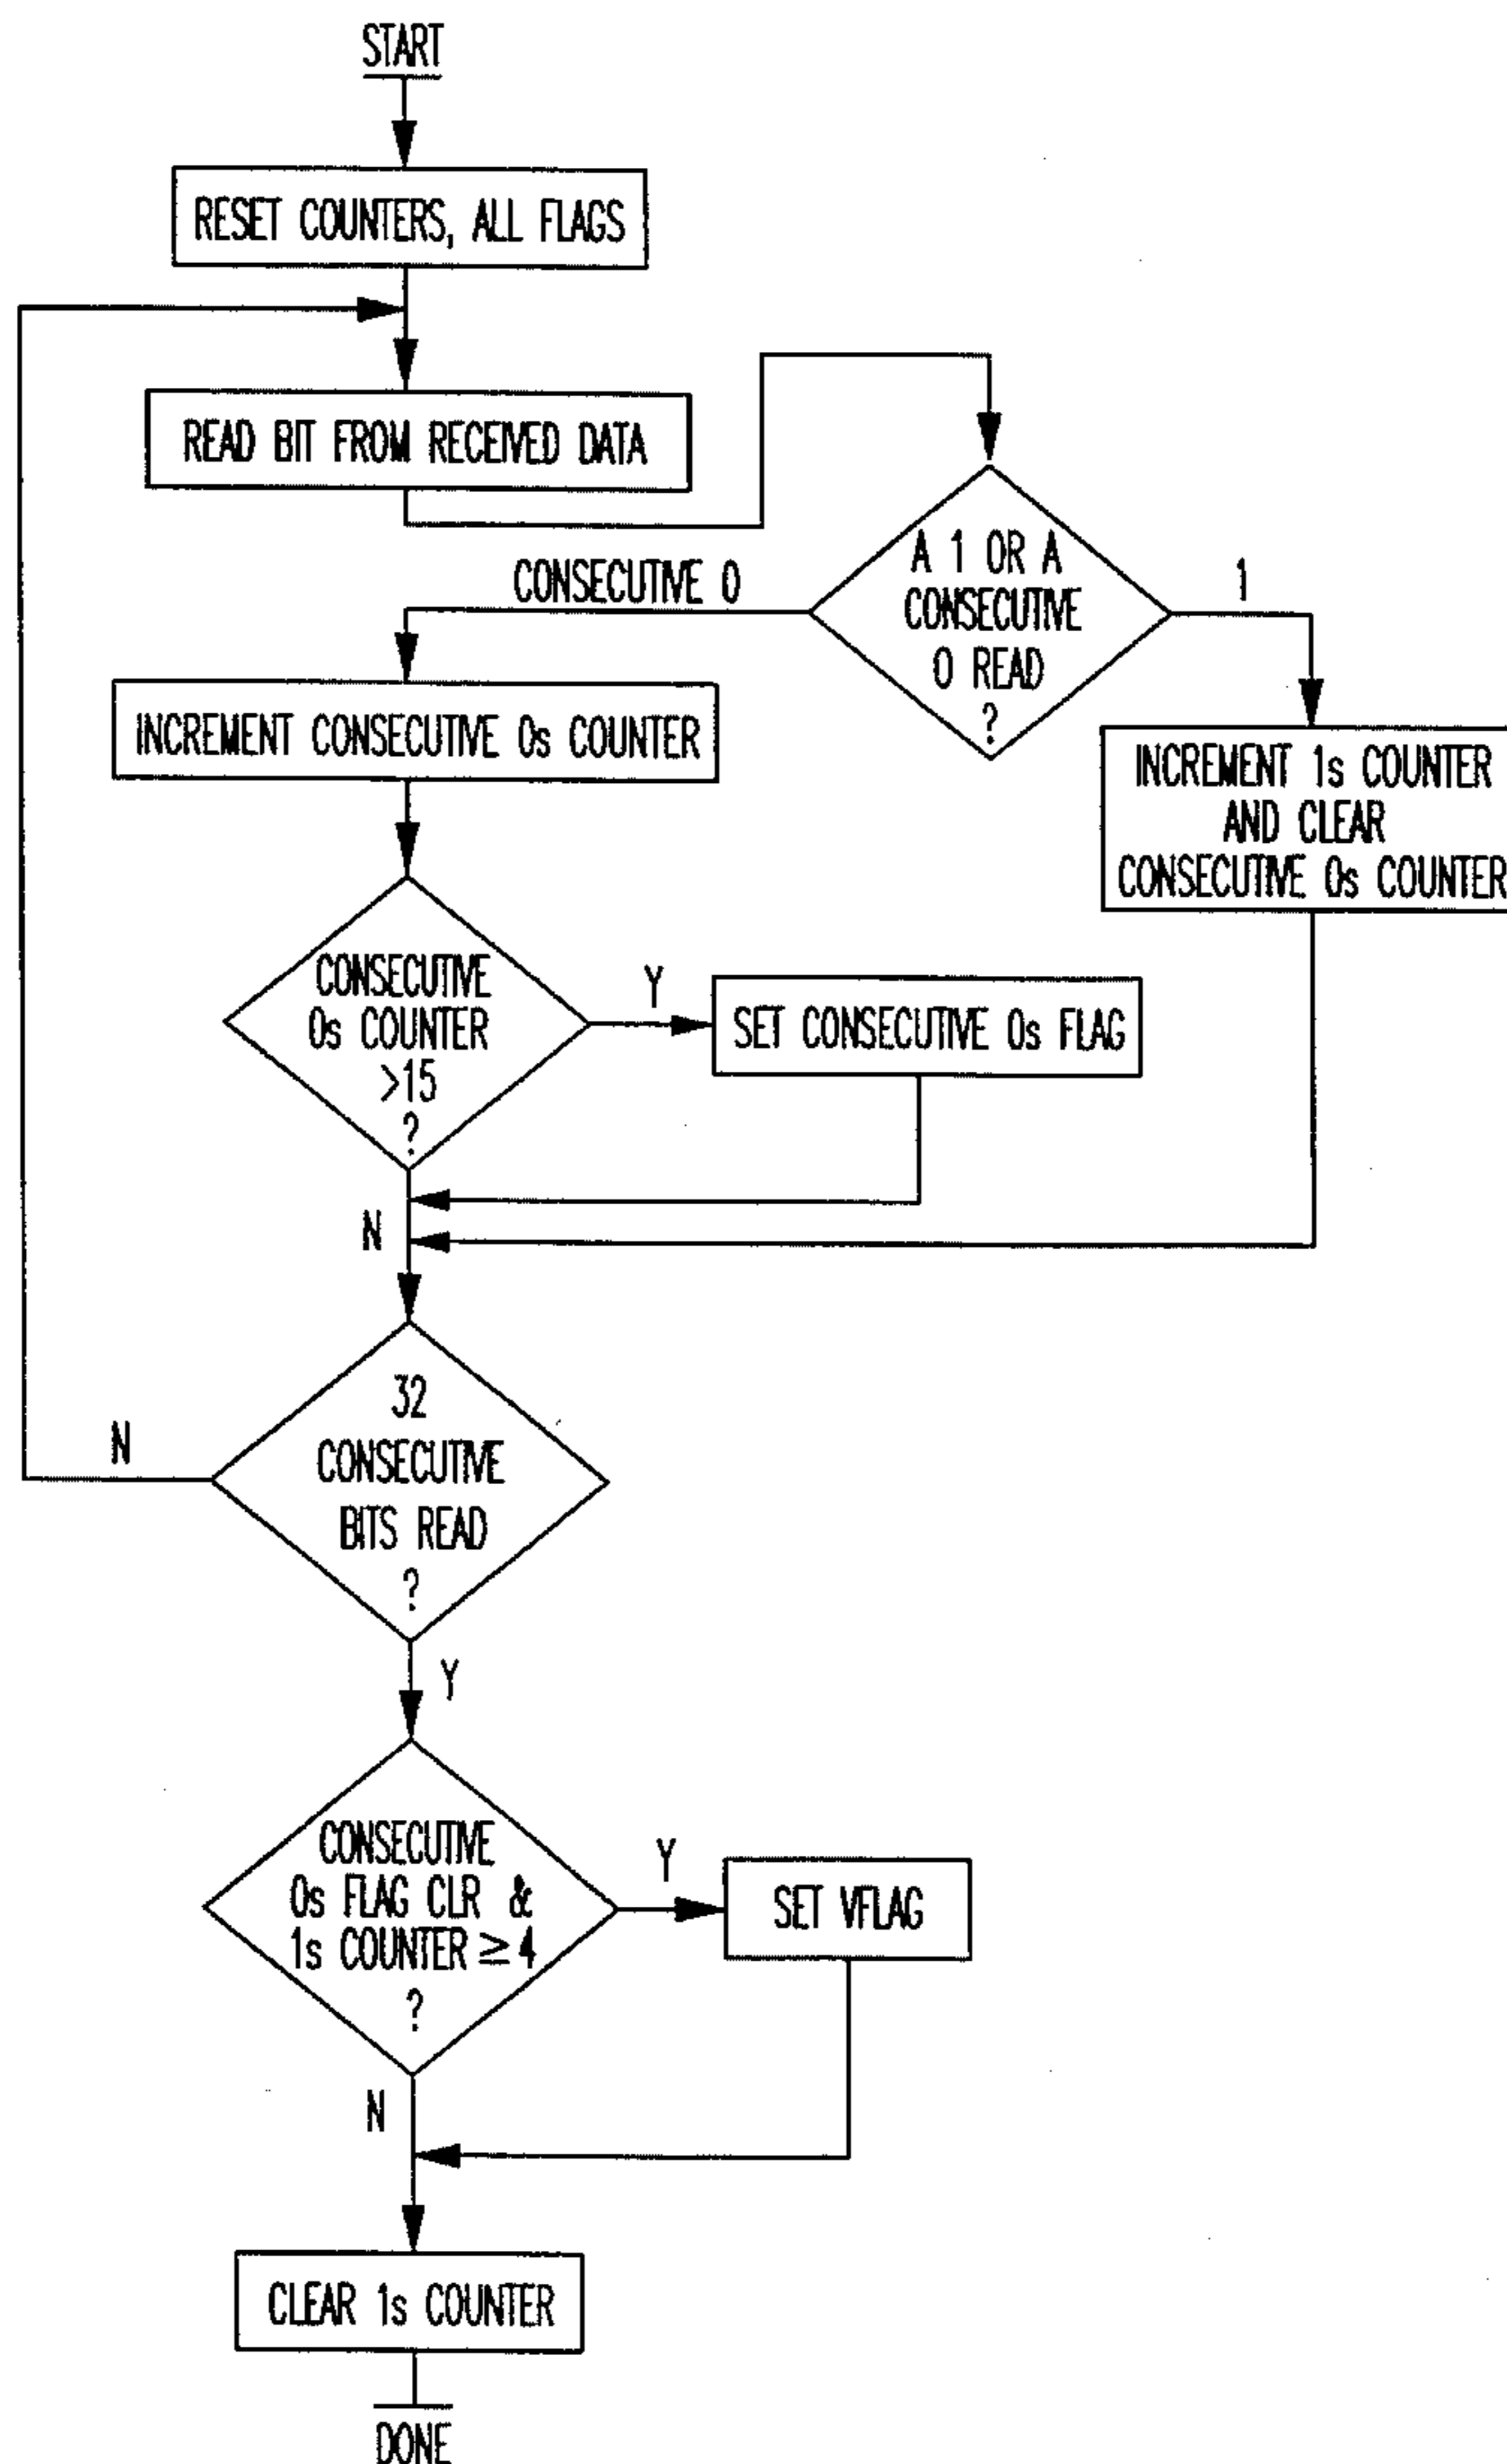 START
RESET COUNTERS, ALL FLAGS
READ BIT FROM RECEIVED DATA
A 1 OR A
CONSECUTIVE
0 READ
?
CONSECUTIVE 0
1
INCREMENT CONSECUTIVE 0s COUNTER
INCREMENT 1s COUNTER
AND CLEAR
CONSECUTIVE 0s COUNTER
CONSECUTIVE
0s COUNTER
>15
?
Y
SET CONSECUTIVE 0s FLAG
N
32
CONSECUTIVE
BITS READ
?
N
Y
CONSECUTIVE
0s FLAG CLR &
1s COUNTER ≥4
?
Y
SET VFLAG
N
CLEAR 1s COUNTER
DONE